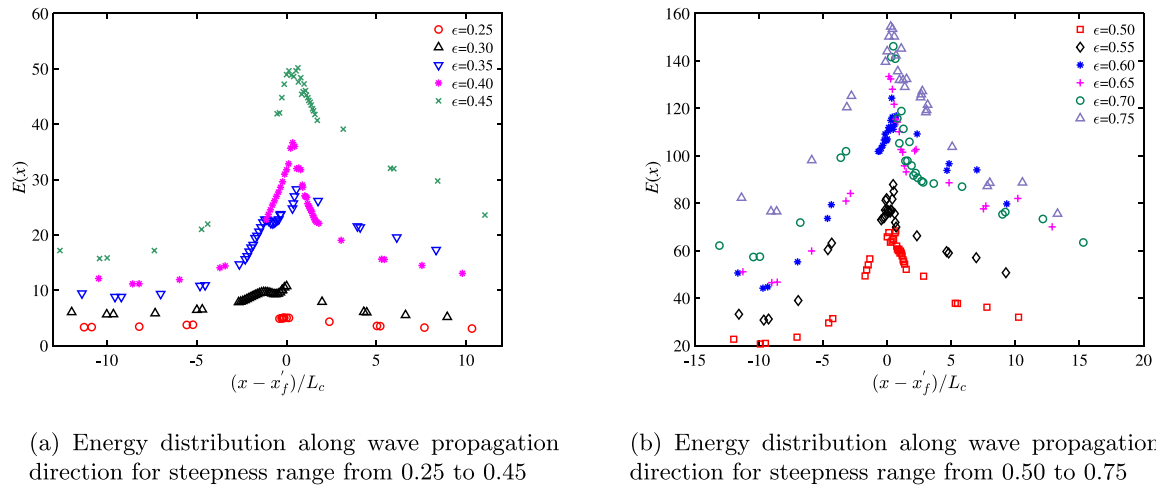 60
50
40
30
20
10
0
-10
-5
0
5
10
E(x)
(x − x'f)/Lc
ϵ=0.25
ϵ=0.30
ϵ=0.35
ϵ=0.40
ϵ=0.45
160
140
120
100
80
60
40
20
-15
-10
-5
0
5
10
15
20
E(x)
(x − x'f)/Lc
ϵ=0.50
ϵ=0.55
ϵ=0.60
ϵ=0.65
ϵ=0.70
ϵ=0.75
(a) Energy distribution along wave propagation
direction for steepness range from 0.25 to 0.45
(b) Energy distribution along wave propagation
direction for steepness range from 0.50 to 0.75